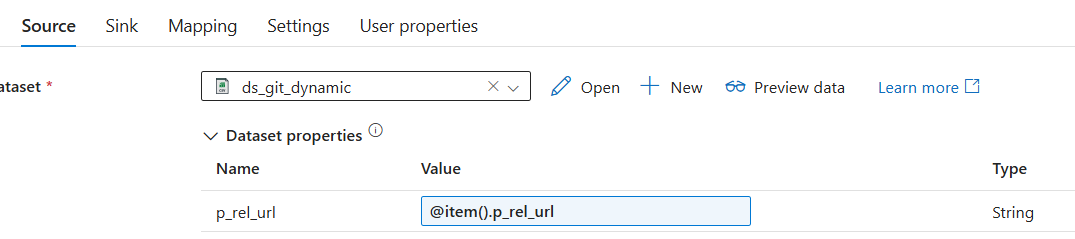 Source Sink Mapping Settings User properties
ataset * ds_git_dynamic Open New Preview data Learn more
Dataset properties
Name Value Type
p_rel_url @item().p_rel_url String